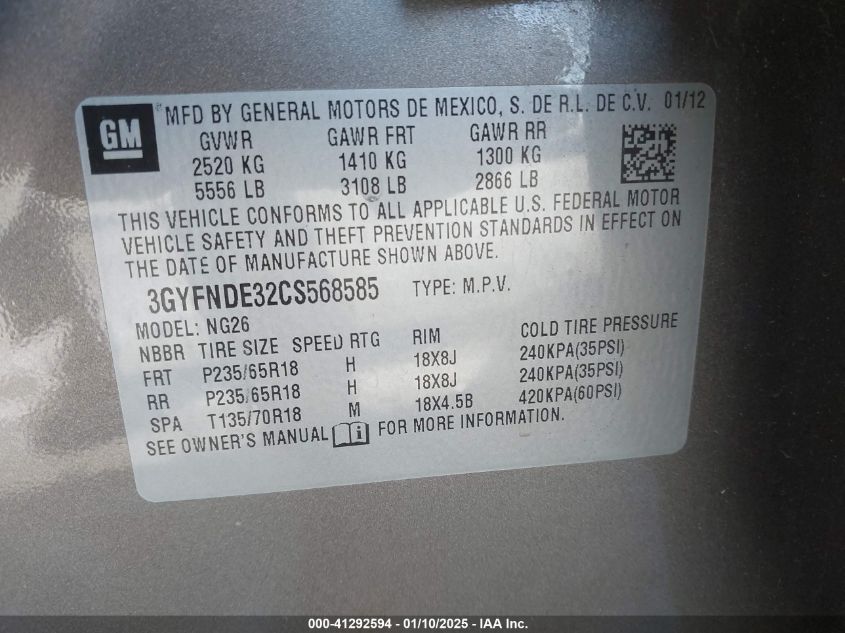 GM
MFD BY GENERAL MOTORS DE MEXICO, S. DE R.L. DE C.V. 01/12
GVWR GAWR FRT GAWR RR
2520 KG 1410 KG 1300 KG
5556 LB 3108 LB 2866 LB
THIS VEHICLE CONFORMS TO ALL APPLICABLE U.S. FEDERAL MOTOR
VEHICLE SAFETY AND THEFT PREVENTION STANDARDS IN EFFECT ON
THE DATE OF MANUFACTURE SHOWN ABOVE.
3GYFNDE32CS568585 TYPE: M.P.V.
MODEL: NG26
NBBR TIRE SIZE SPEED RTG RIM COLD TIRE PRESSURE
FRT P235/65R18 H 18X8J 240KPA(35PSI)
RR P235/65R18 H 18X8J 240KPA(35PSI)
SPA T135/70R18 M 18X4.5B 420KPA(60PSI)
SEE OWNER'S MANUAL FOR MORE INFORMATION.
000-41292594 - 01/10/2025 - IAA Inc.